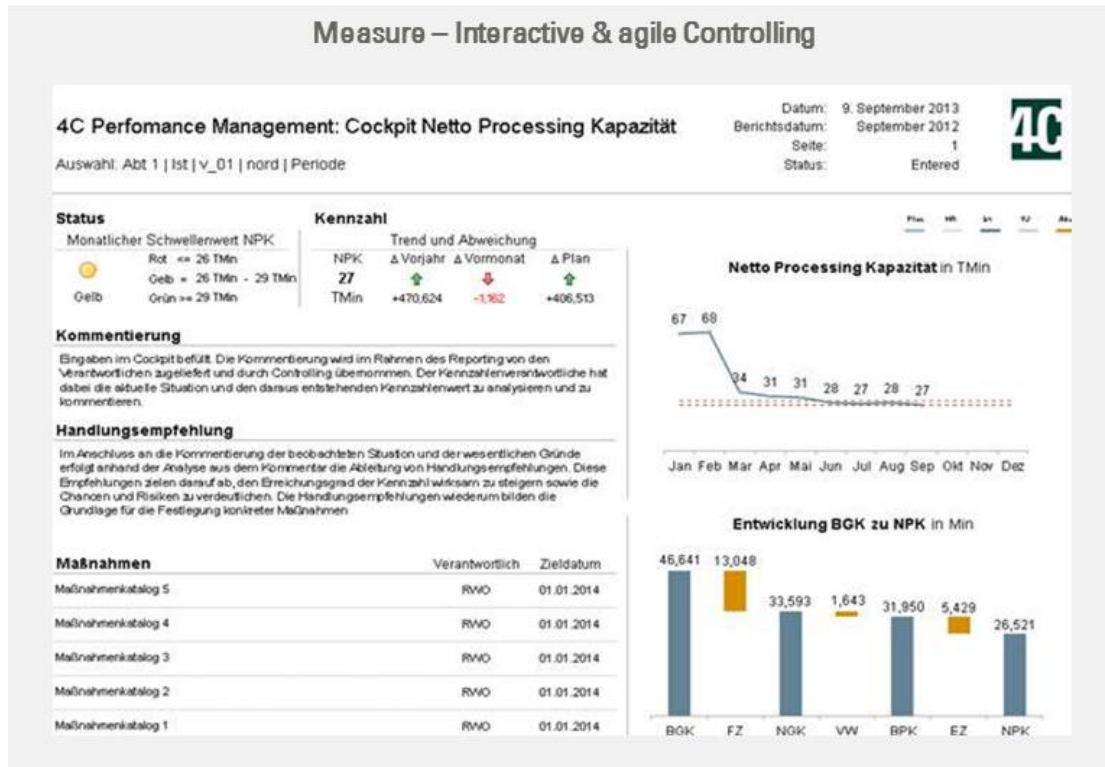 Measure – Interactive & agile Controlling
4C Perfomance Management: Cockpit Netto Processing Kapazität
Auswahl: Abt 1 | Ist | v_01 | nord | Periode
Datum: 9. September 2013
Berichtsdatum: September 2012
Seite: 1
Status: Entered
4C
Status
Monatlicher Schwellenwert NPK
Rot <= 26 TMin
Gelb = 26 TMin - 29 TMin
Gelb
Grün >= 29 TMin
Kennzahl
Trend und Abweichung
NPK Δ Vorjahr Δ Vormonat Δ Plan
27
TMin +470,624 -1,162 +406,513
Kommentierung
Eingaben im Cockpit befüllt. Die Kommentierung wird im Rahmen des Reporting von den
Verantwortlichen zugeliefert und durch Controlling übernommen. Der Kennzahlenverantwortliche hat
dabei die aktuelle Situation und den daraus entstehenden Kennzahlenwert zu analysieren und zu
kommentieren.
Handlungsempfehlung
Im Anschluss an die Kommentierung der beobachteten Situation und der wesentlichen Gründe
erfolgt anhand der Analyse aus dem Kommentar die Ableitung von Handlungsempfehlungen. Diese
Empfehlungen zielen darauf ab, den Erreichungsgrad der Kennzahl wirksam zu steigern sowie die
Chancen und Risiken zu verdeutlichen. Die Handlungsempfehlungen wiederum bilden die
Grundlage für die Festlegung konkreter Maßnahmen
Maßnahmen Verantwortlich Zieldatum
Maßnahmenkatalog 5 RWO 01.01.2014
Maßnahmenkatalog 4 RWO 01.01.2014
Maßnahmenkatalog 3 RWO 01.01.2014
Maßnahmenkatalog 2 RWO 01.01.2014
Maßnahmenkatalog 1 RWO 01.01.2014
Plan
Netto Processing Kapazität in TMin
67 68 34 31 31 28 27 28 27
Jan Feb Mar Apr Mai Jun Jul Aug Sep Okt Nov Dez
Entwicklung BGK zu NPK in Min
46,641 13,048 33,593 1,643 31,950 5,429 26,521
BGK FZ NGK VW BPK EZ NPK